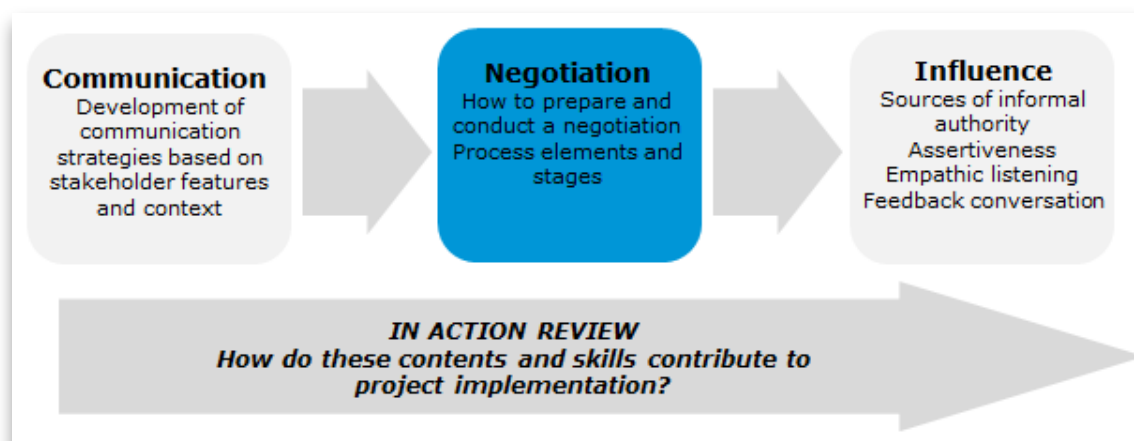 Communication
Development of
communication
strategies based on
stakeholder features
and context
Negotiation
How to prepare and
conduct a negotiation
Process elements and
stages
Influence
Sources of informal
authority
Assertiveness
Empathic listening
Feedback conversation
IN ACTION REVIEW
How do these contents and skills contribute to
project implementation?